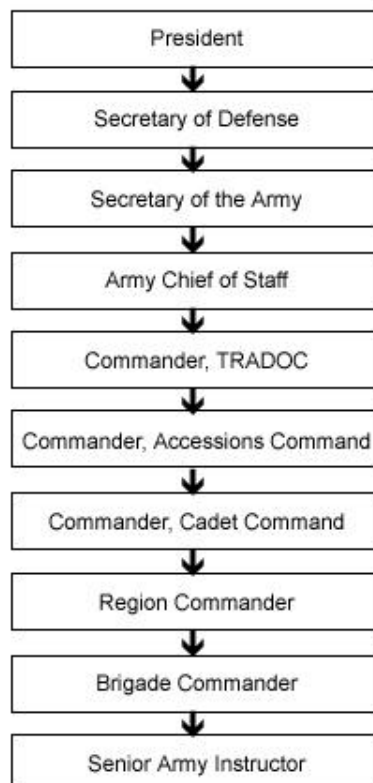 President
Secretary of Defense
Secretary of the Army
Army Chief of Staff
Commander, TRADOC
Commander, Accessions Command
Commander, Cadet Command
Region Commander
Brigade Commander
Senior Army Instructor